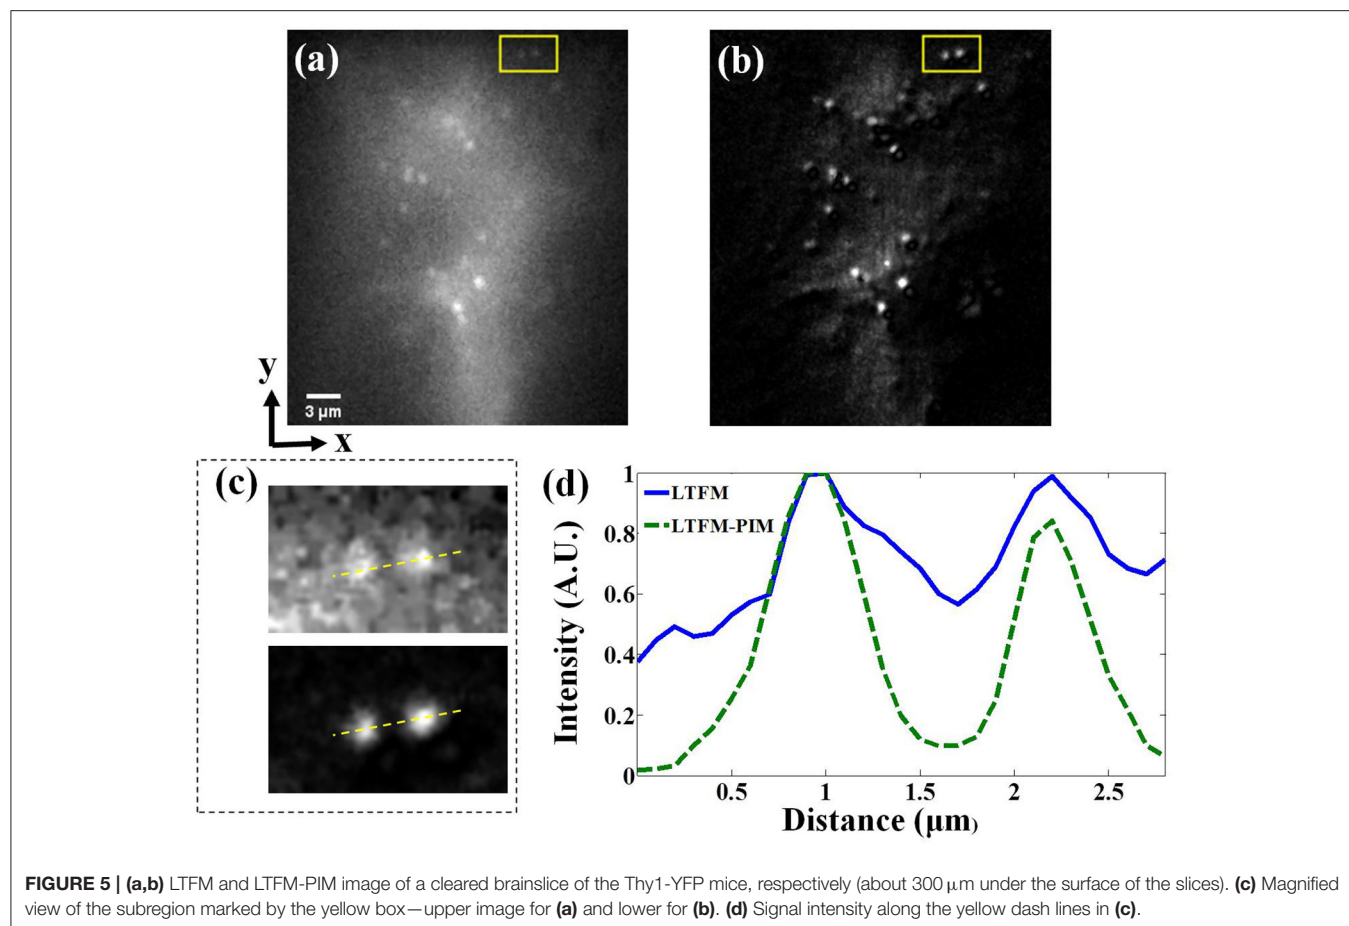 (a)
(b)
y
3 µm
x
(c)
(d)
LTFM
LTFM-PIM
Intensity (A.U.)
1
0.8
0.6
0.4
0.2
0
0.5
1
1.5
2
2.5
Distance (µm)
FIGURE 5 | (a,b) LTFM and LTFM-PIM image of a cleared brainslice of the Thy1-YFP mice, respectively (about 300 µm under the surface of the slices). (c) Magnified
view of the subregion marked by the yellow box—upper image for (a) and lower for (b). (d) Signal intensity along the yellow dash lines in (c).